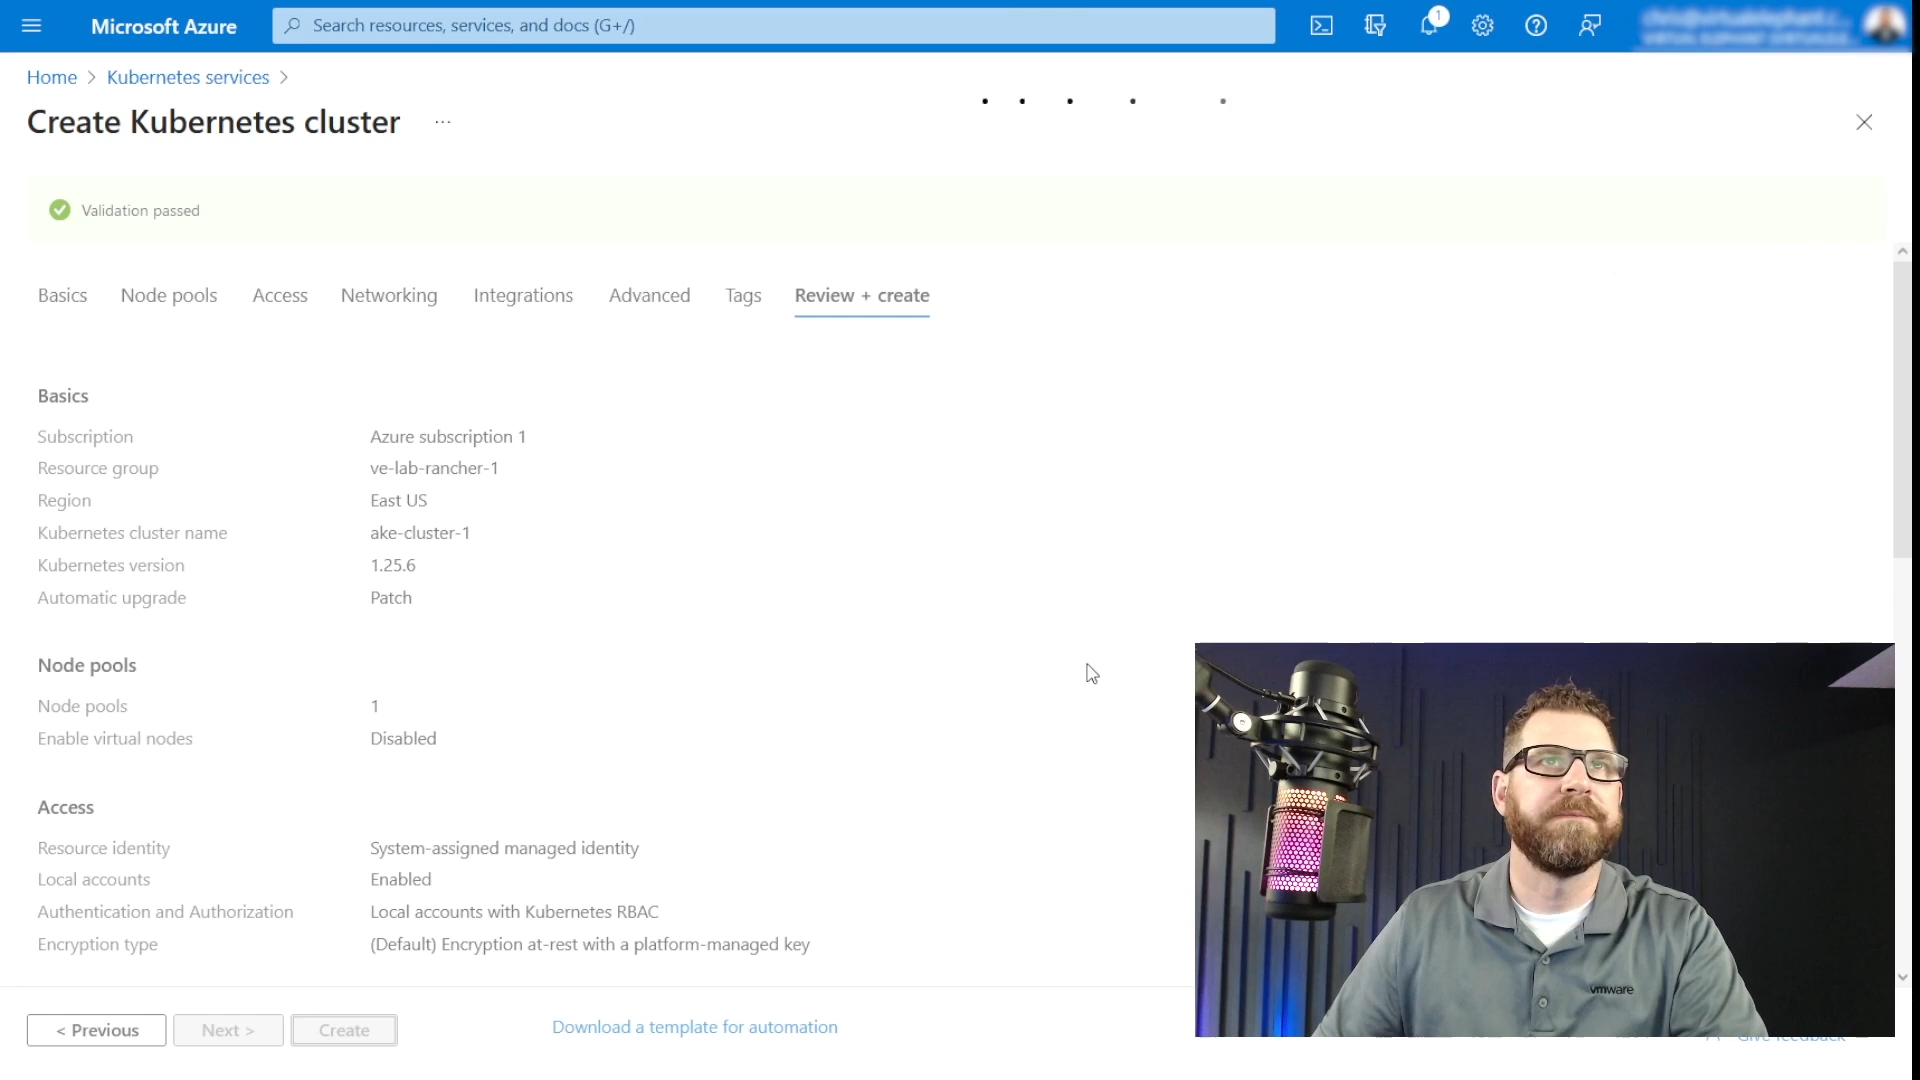 Microsoft Azure
Search resources, services, and docs (G+/)
1
Home > Kubernetes services >
Create Kubernetes cluster ...
Validation passed
Basics Node pools Access Networking Integrations Advanced Tags Review + create
Basics
Subscription Azure subscription 1
Resource group ve-lab-rancher-1
Region East US
Kubernetes cluster name ake-cluster-1
Kubernetes version 1.25.6
Automatic upgrade Patch
Node pools
Node pools 1
Enable virtual nodes Disabled
Access
Resource identity System-assigned managed identity
Local accounts Enabled
Authentication and Authorization Local accounts with Kubernetes RBAC
Encryption type (Default) Encryption at-rest with a platform-managed key
vmware
< Previous Next > Create Download a template for automation Give feedback